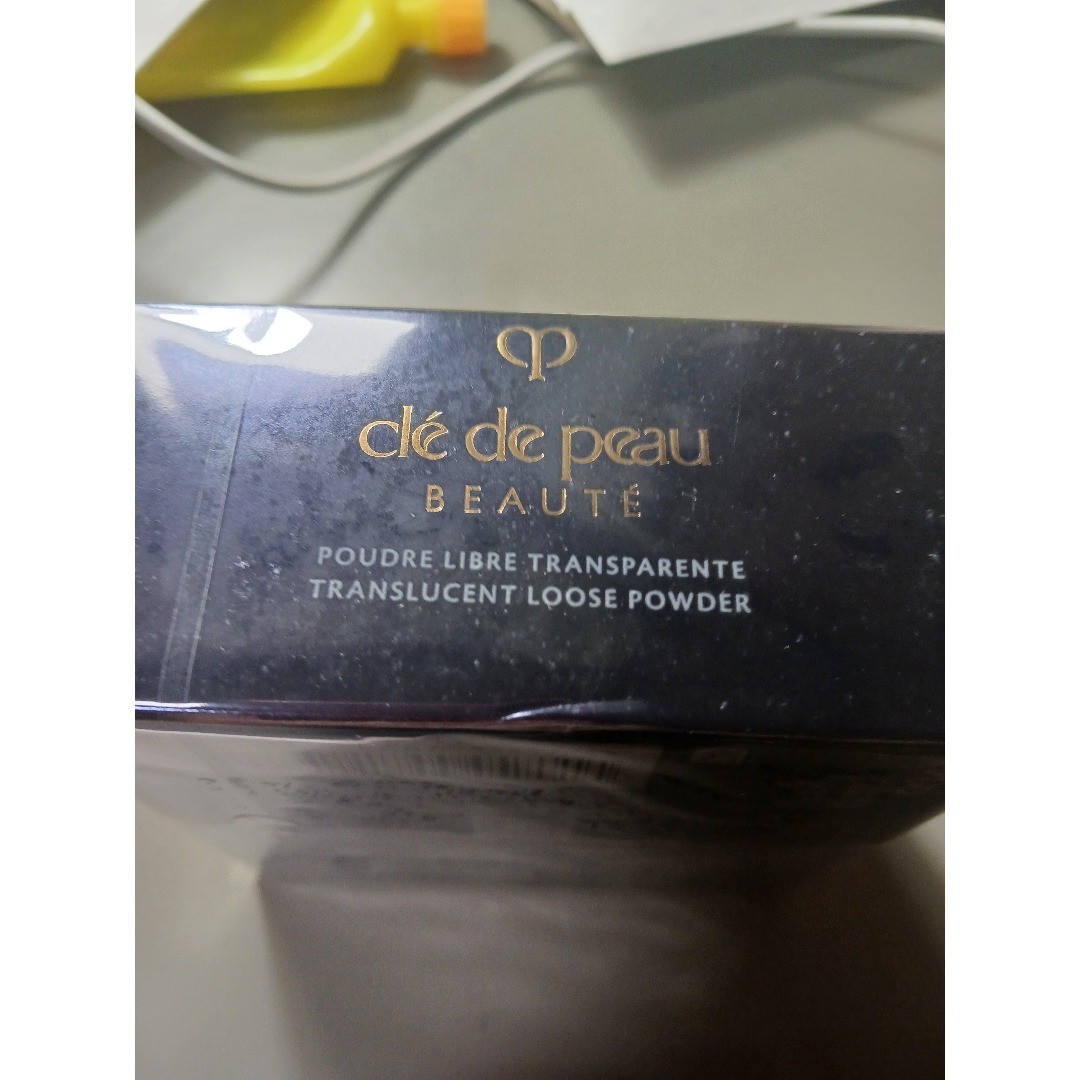 clé de peau
BEAUTÉ
POUDRE LIBRE TRANSPARENTE
TRANSLUCENT LOOSE POWDER